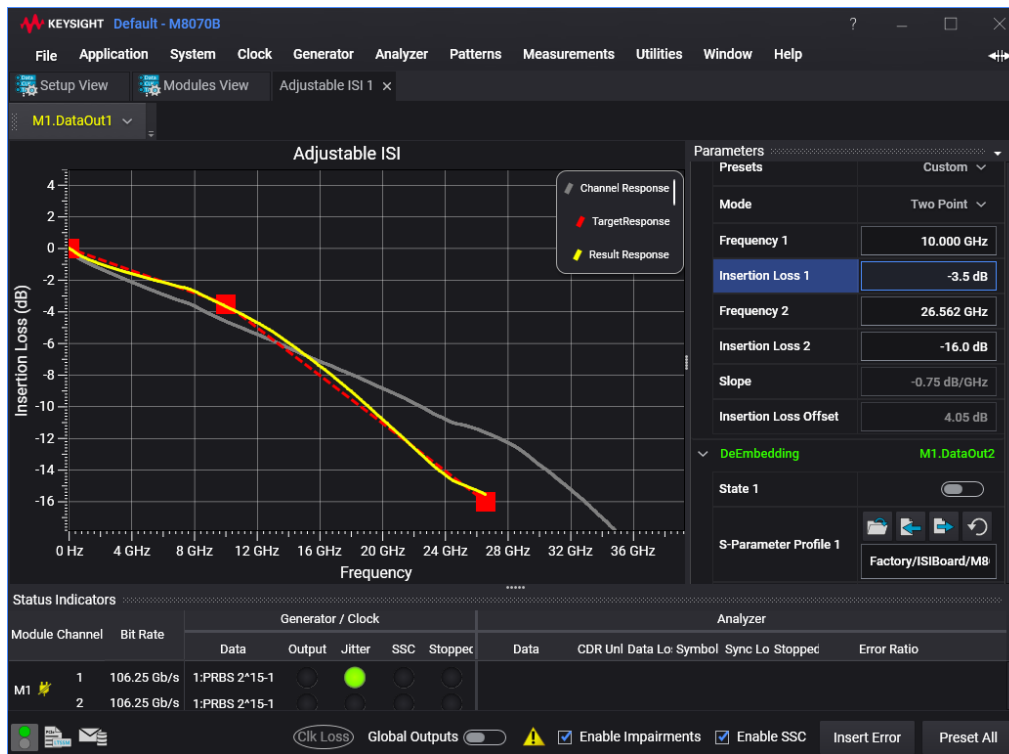 KEYSIGHT Default - M8070B ?
File Application System Clock Generator Analyzer Patterns Measurements Utilities Window Help
Setup View Modules View Adjustable ISI 1
M1.DataOut1
Adjustable ISI
Channel Response
TargetResponse
Result Response
4
2
0
-2
-4
-6
-8
-10
-12
-14
-16
Insertion Loss (dB)
0 Hz 4 GHz 8 GHz 12 GHz 16 GHz 20 GHz 24 GHz 28 GHz 32 GHz 36 GHz
Frequency
Parameters
Presets Custom
Mode Two Point
Frequency 1 10.000 GHz
Insertion Loss 1 -3.5 dB
Frequency 2 26.562 GHz
Insertion Loss 2 -16.0 dB
Slope -0.75 dB/GHz
Insertion Loss Offset 4.05 dB
DeEmbedding M1.DataOut2
State 1
S-Parameter Profile 1
Factory/ISIBoard/M8
Status Indicators
Generator / Clock Analyzer
Module Channel Bit Rate
Data Output Jitter SSC Stopped Data CDR Unl Data Lo: Symbol Sync Lo Stopped Error Ratio
M1
1 106.25 Gb/s 1:PRBS 2^15-1
2 106.25 Gb/s 1:PRBS 2^15-1
Clk Loss Global Outputs Enable Impairments Enable SSC Insert Error Preset All